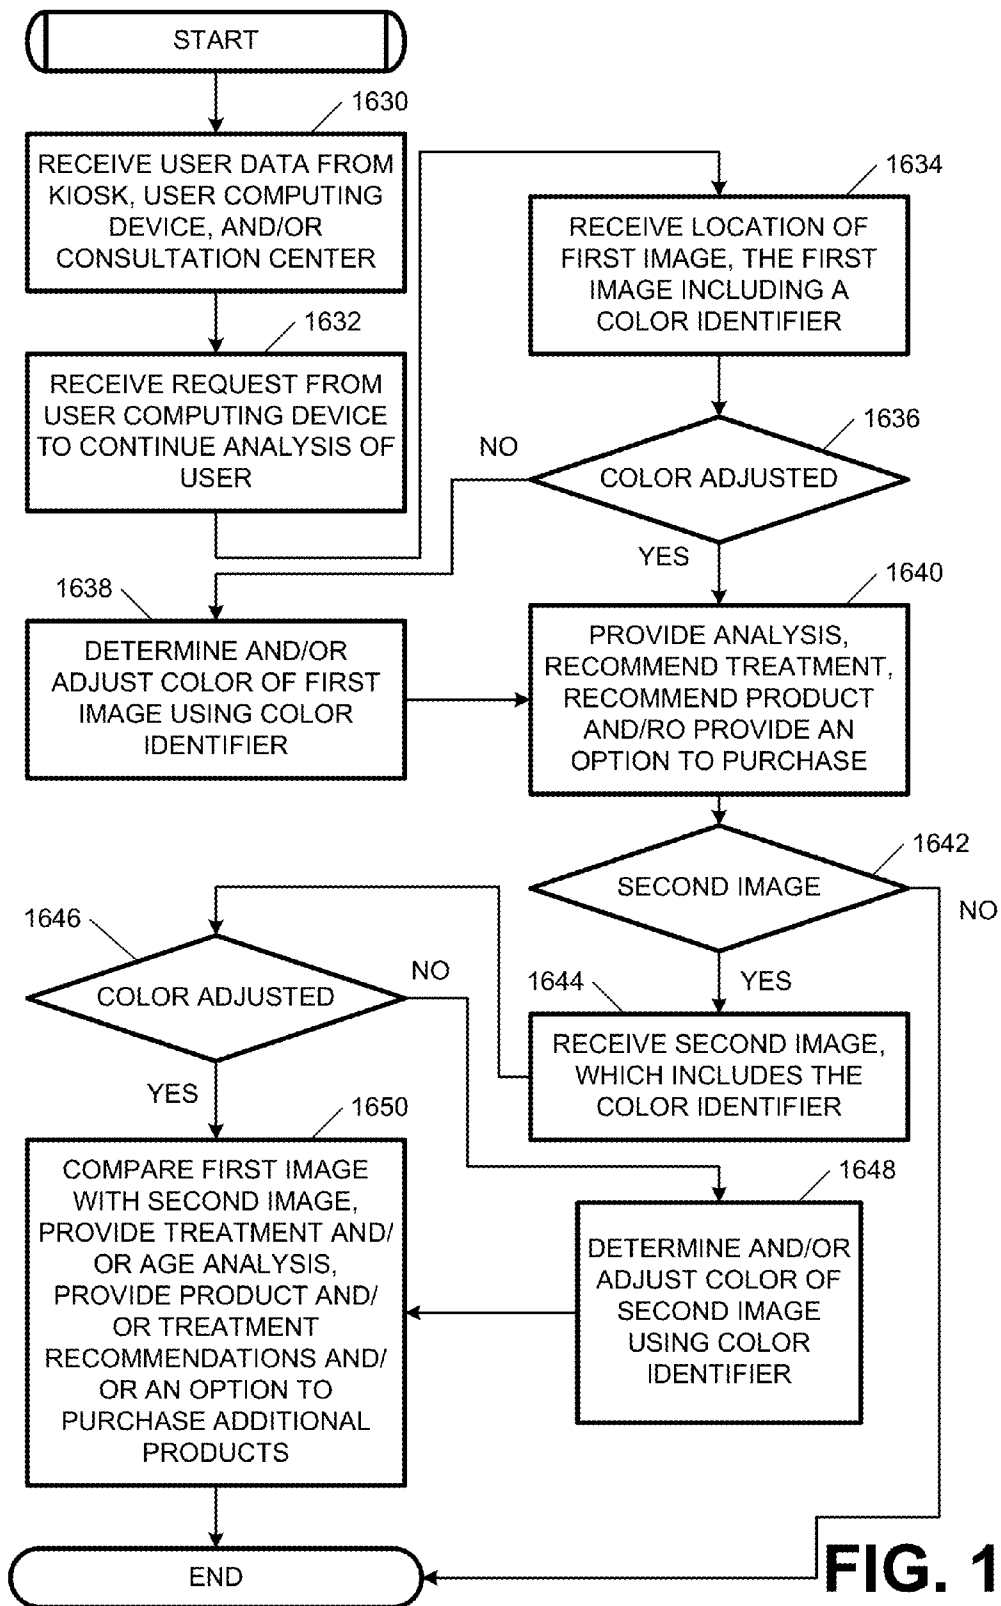 START
1630
RECEIVE USER DATA FROM
KIOSK, USER COMPUTING
DEVICE, AND/OR
CONSULTATION CENTER
1632
RECEIVE REQUEST FROM
USER COMPUTING DEVICE
TO CONTINUE ANALYSIS OF
USER
1634
RECEIVE LOCATION OF
FIRST IMAGE, THE FIRST
IMAGE INCLUDING A
COLOR IDENTIFIER
1636
COLOR ADJUSTED
NO
YES
1638
DETERMINE AND/OR
ADJUST COLOR OF FIRST
IMAGE USING COLOR
IDENTIFIER
1640
PROVIDE ANALYSIS,
RECOMMEND TREATMENT,
RECOMMEND PRODUCT
AND/RO PROVIDE AN
OPTION TO PURCHASE
1642
SECOND IMAGE
NO
YES
1644
RECEIVE SECOND IMAGE,
WHICH INCLUDES THE
COLOR IDENTIFIER
1646
COLOR ADJUSTED
NO
YES
1648
DETERMINE AND/OR
ADJUST COLOR OF
SECOND IMAGE
USING COLOR
IDENTIFIER
1650
COMPARE FIRST IMAGE
WITH SECOND IMAGE,
PROVIDE TREATMENT AND/
OR AGE ANALYSIS,
PROVIDE PRODUCT AND/
OR TREATMENT
RECOMMENDATIONS AND/
OR AN OPTION TO
PURCHASE ADDITIONAL
PRODUCTS
END
FIG. 1